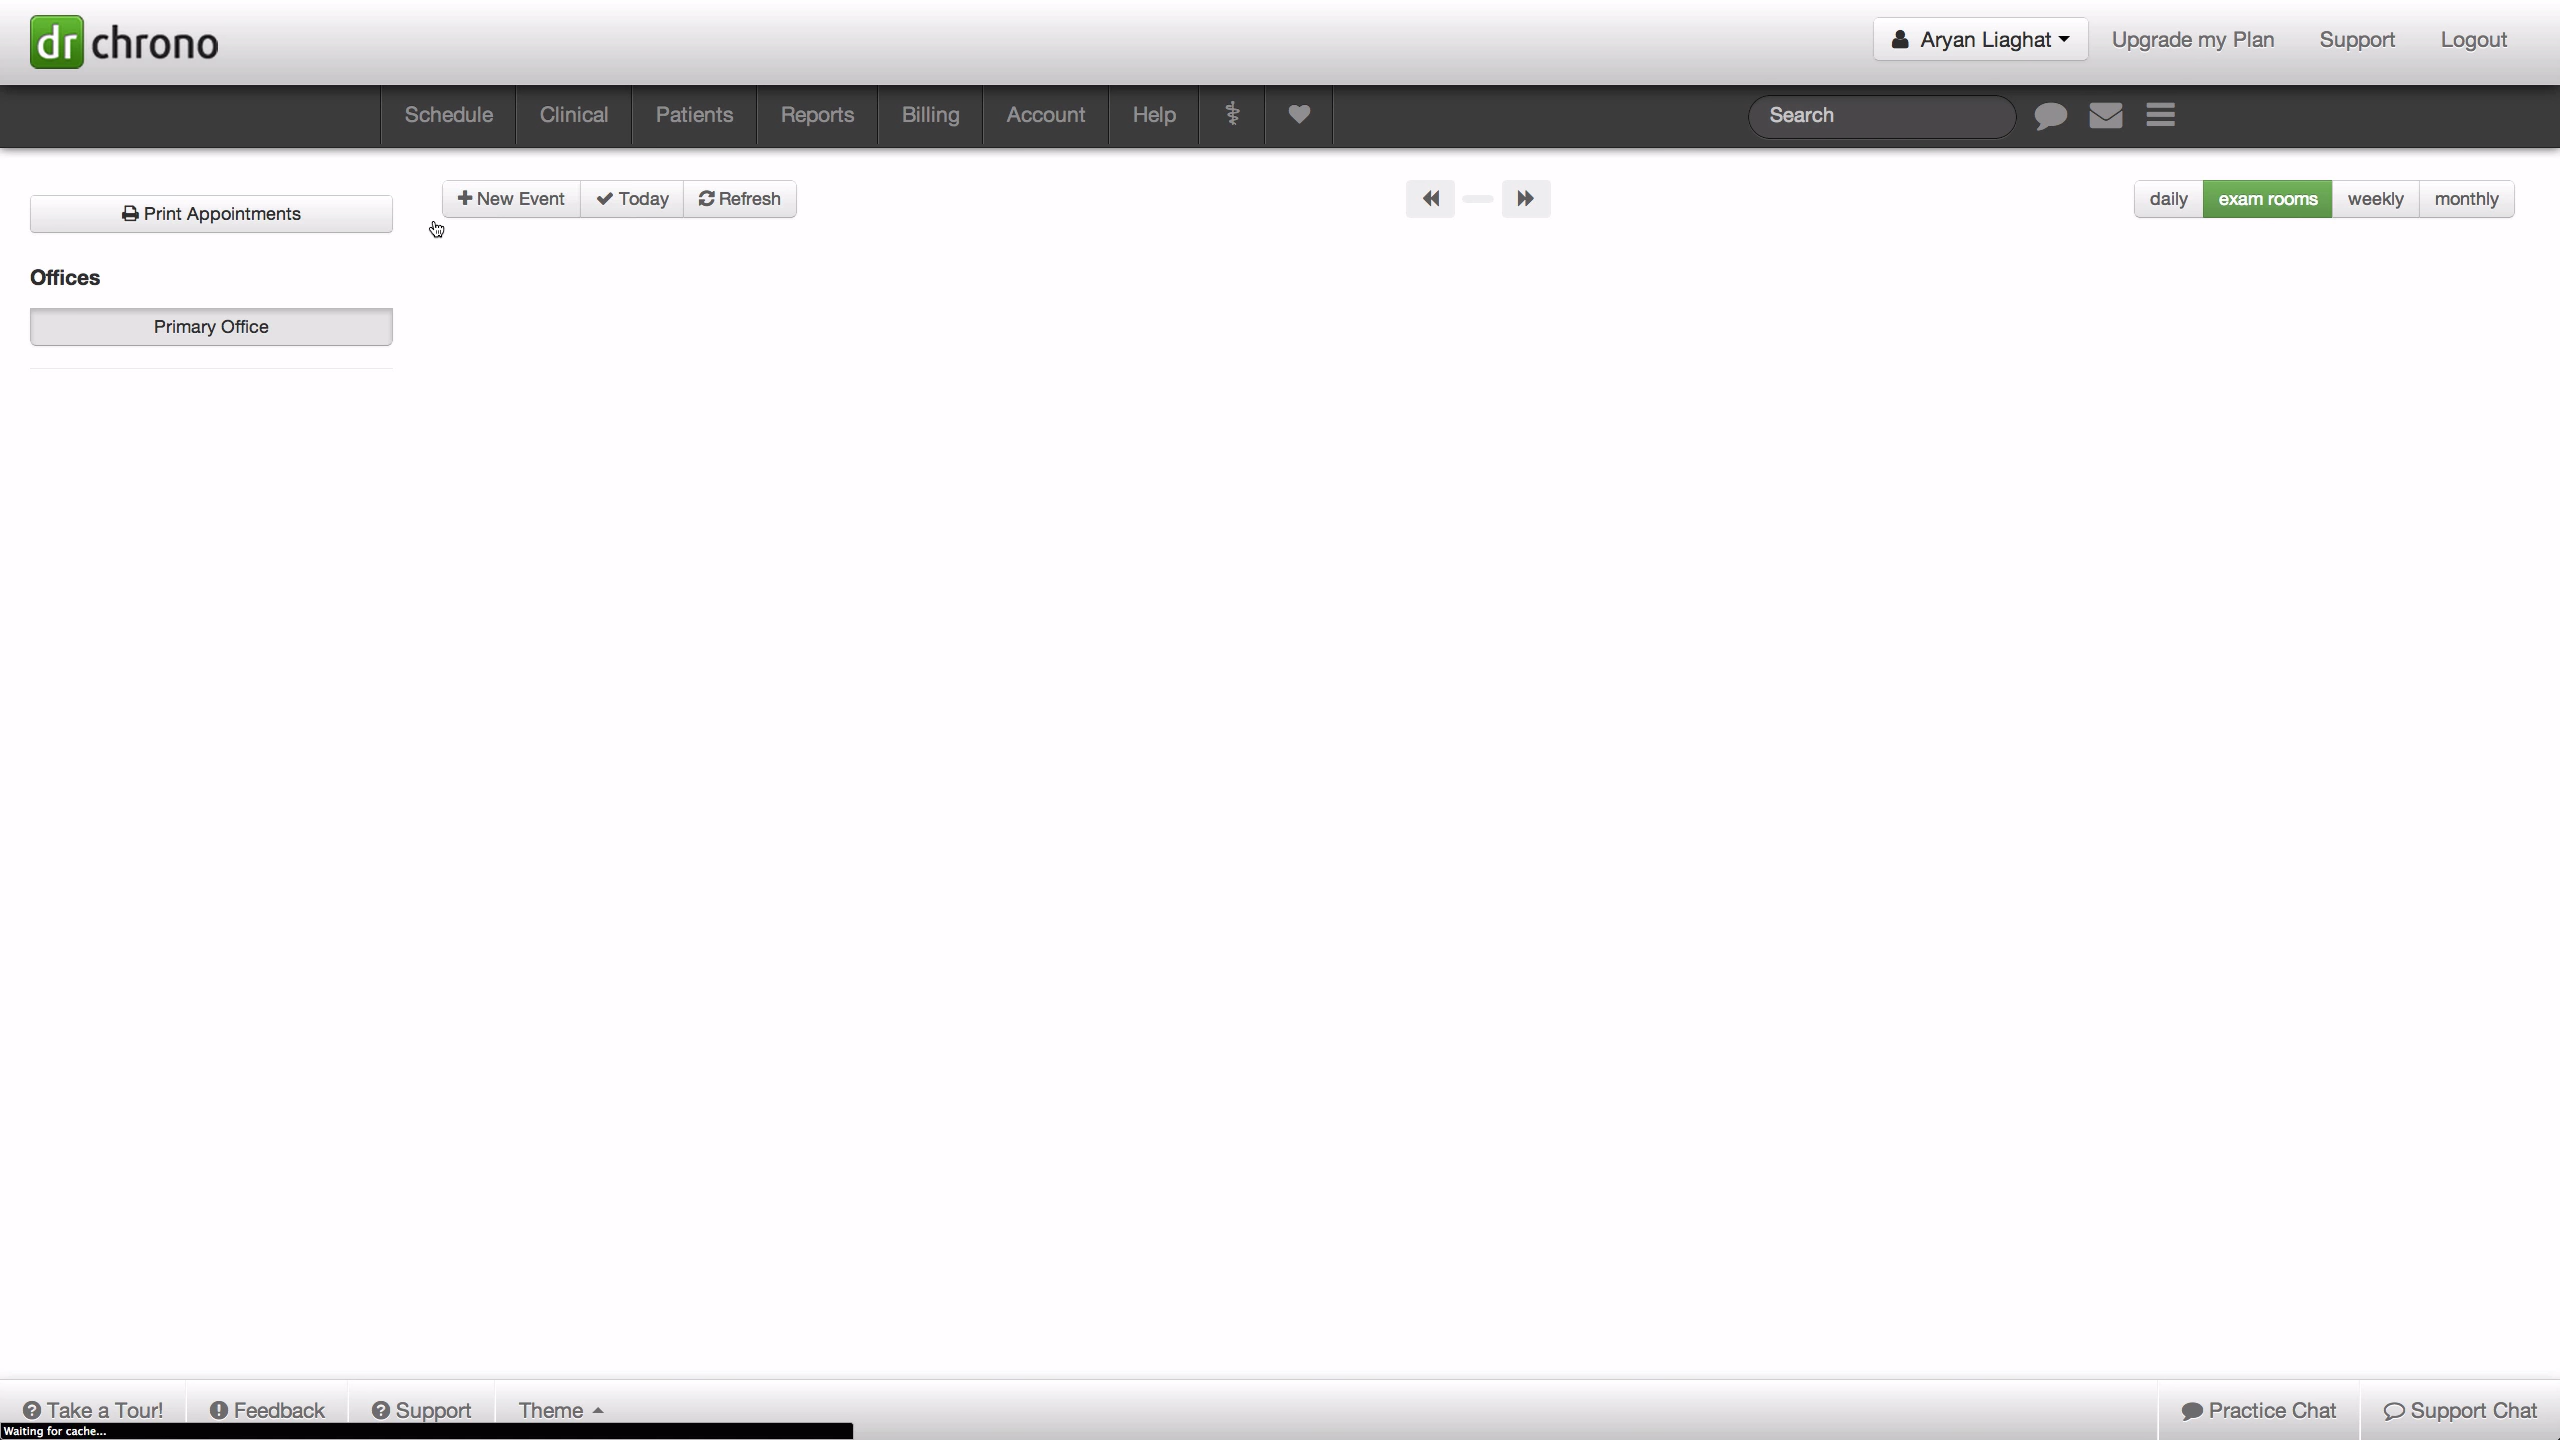 dr chrono
Aryan Liaghat
Upgrade my Plan
Support
Logout
Schedule
Clinical
Patients
Reports
Billing
Account
Help
Search
Print Appointments
New Event
Today
Refresh
daily
exam rooms
weekly
monthly
Offices
Primary Office
Take a Tour!
Feedback
Support
Theme
Practice Chat
Support Chat
Waiting for cache...